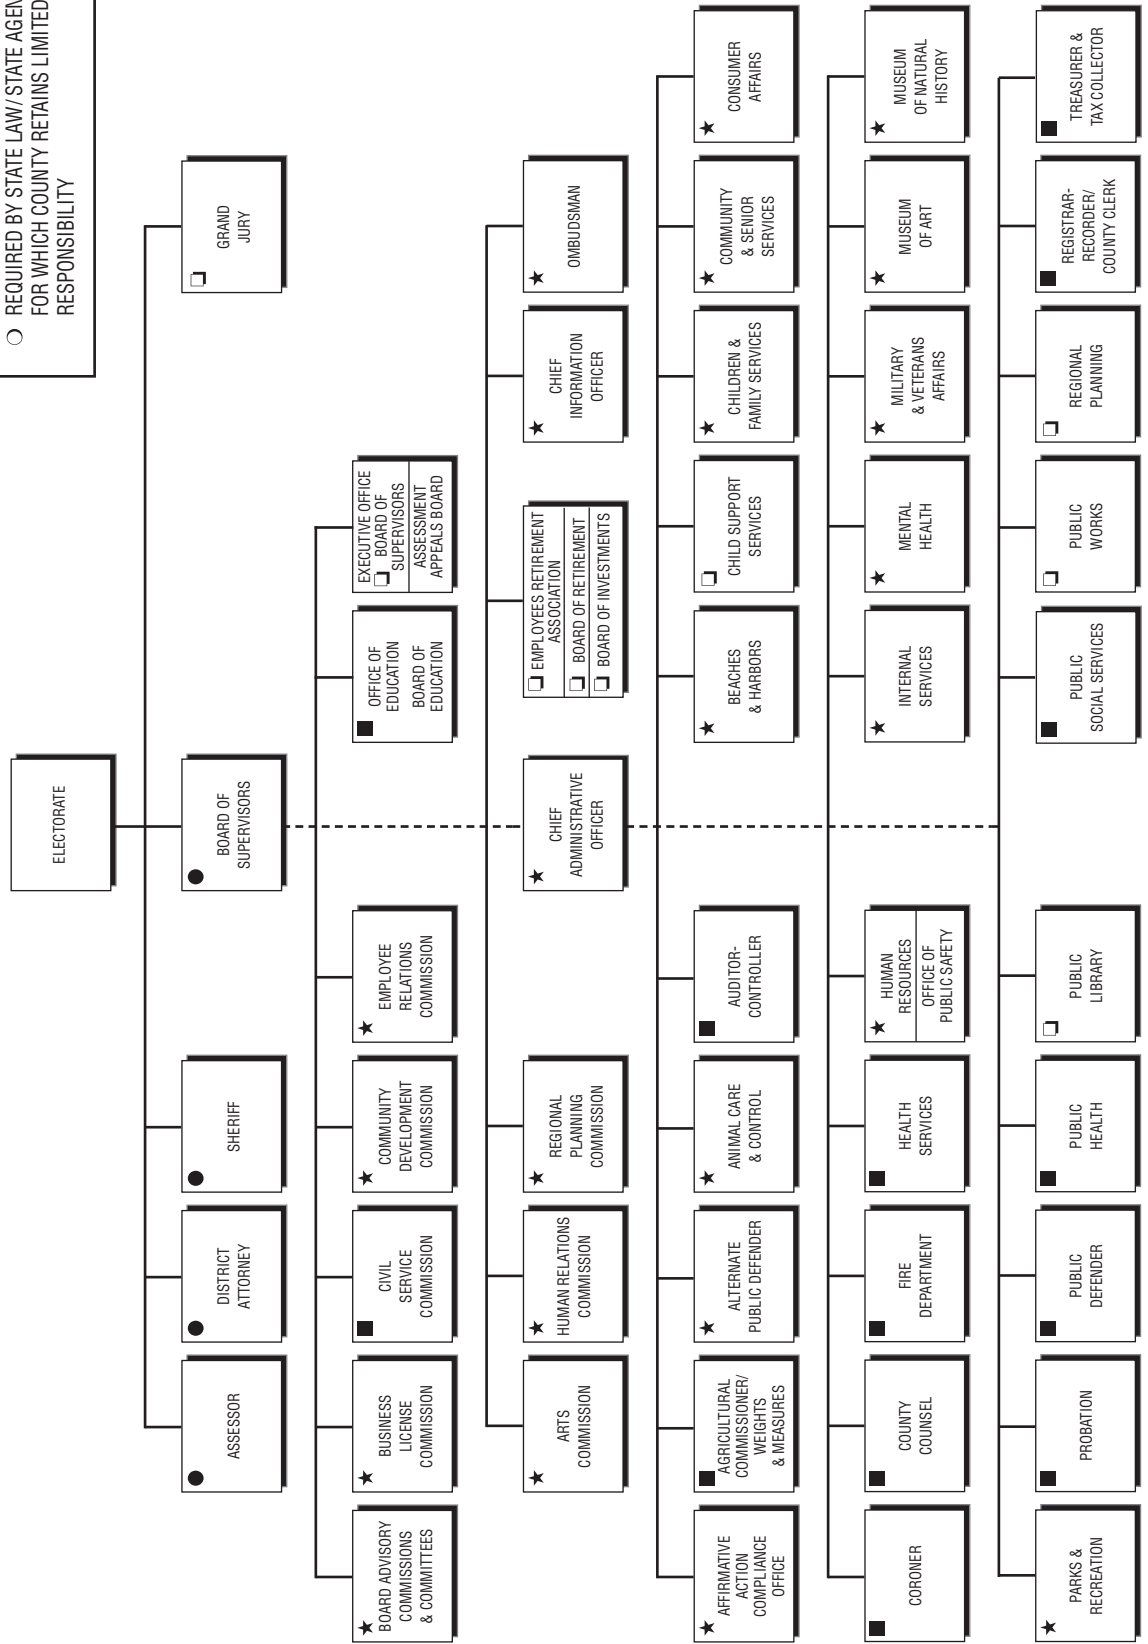 REQUIRED BY STATE LAW/ STATE AGEN
FOR WHICH COUNTY RETAINS LIMITED
RESPONSIBILITY
ELECTORATE
ASSESSOR
DISTRICT
ATTORNEY
SHERIFF
BOARD OF
SUPERVISORS
GRAND
JURY
BOARD ADVISORY
COMMISSIONS
& COMMITTEES
BUSINESS
LICENSE
COMMISSION
CIVIL
SERVICE
COMMISSION
COMMUNITY
DEVELOPMENT
COMMISSION
EMPLOYEE
RELATIONS
COMMISSION
OFFICE OF
EDUCATION
BOARD OF
EDUCATION
EXECUTIVE OFFICE
BOARD OF
SUPERVISORS
ASSESSMENT
APPEALS BOARD
ARTS
COMMISSION
HUMAN RELATIONS
COMMISSION
REGIONAL
PLANNING
COMMISSION
CHIEF
ADMINISTRATIVE
OFFICER
EMPLOYEES RETIREMENT
ASSOCIATION
BOARD OF RETIREMENT
BOARD OF INVESTMENTS
CHIEF
INFORMATION
OFFICER
OMBUDSMAN
AFFIRMATIVE
ACTION
COMPLIANCE
OFFICE
AGRICULTURAL
COMMISSIONER/
WEIGHTS
& MEASURES
ALTERNATE
PUBLIC DEFENDER
ANIMAL CARE
& CONTROL
AUDITOR-
CONTROLLER
BEACHES
& HARBORS
CHILD SUPPORT
SERVICES
CHILDREN &
FAMILY SERVICES
COMMUNITY
& SENIOR
SERVICES
CONSUMER
AFFAIRS
CORONER
COUNTY
COUNSEL
FIRE
DEPARTMENT
HEALTH
SERVICES
HUMAN
RESOURCES
OFFICE OF
PUBLIC SAFETY
INTERNAL
SERVICES
MENTAL
HEALTH
MILITARY
& VETERANS
AFFAIRS
MUSEUM
OF ART
MUSEUM
OF NATURAL
HISTORY
PARKS &
RECREATION
PROBATION
PUBLIC
DEFENDER
PUBLIC
HEALTH
PUBLIC
LIBRARY
PUBLIC
SOCIAL SERVICES
PUBLIC
WORKS
REGIONAL
PLANNING
REGISTRAR-
RECORDER/
COUNTY CLERK
TREASURER &
TAX COLLECTOR